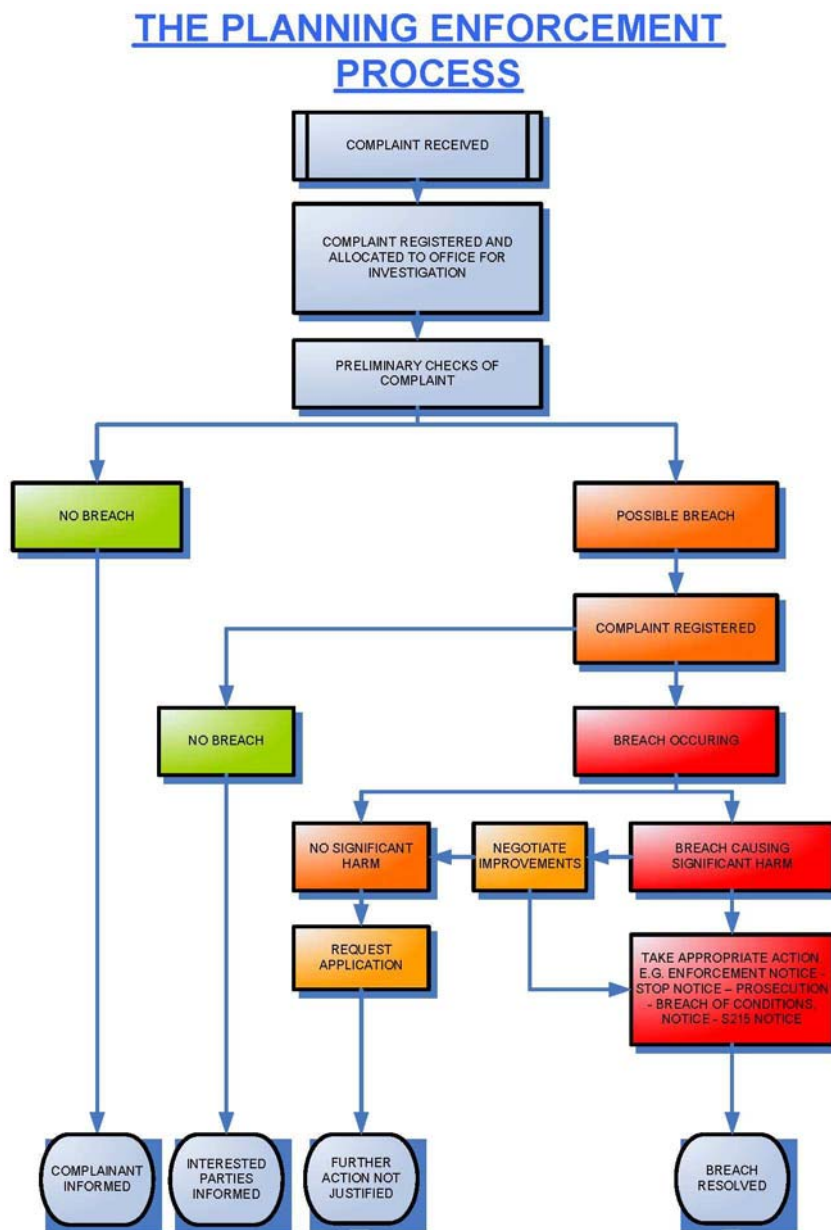 THE PLANNING ENFORCEMENT
PROCESS
COMPLAINT RECEIVED
COMPLAINT REGISTERED AND
ALLOCATED TO OFFICE FOR
INVESTIGATION
PRELIMINARY CHECKS OF
COMPLAINT
NO BREACH
POSSIBLE BREACH
COMPLAINT REGISTERED
NO BREACH
BREACH OCCURING
NO SIGNIFICANT
HARM
NEGOTIATE
IMPROVEMENTS
BREACH CAUSING
SIGNIFICANT HARM
REQUEST
APPLICATION
TAKE APPROPRIATE ACTION
E.G. ENFORCEMENT NOTICE -
STOP NOTICE – PROSECUTION
- BREACH OF CONDITIONS.
NOTICE - S215 NOTICE
COMPLAINANT
INFORMED
INTERESTED
PARTIES
INFORMED
FURTHER
ACTION NOT
JUSTIFIED
BREACH
RESOLVED